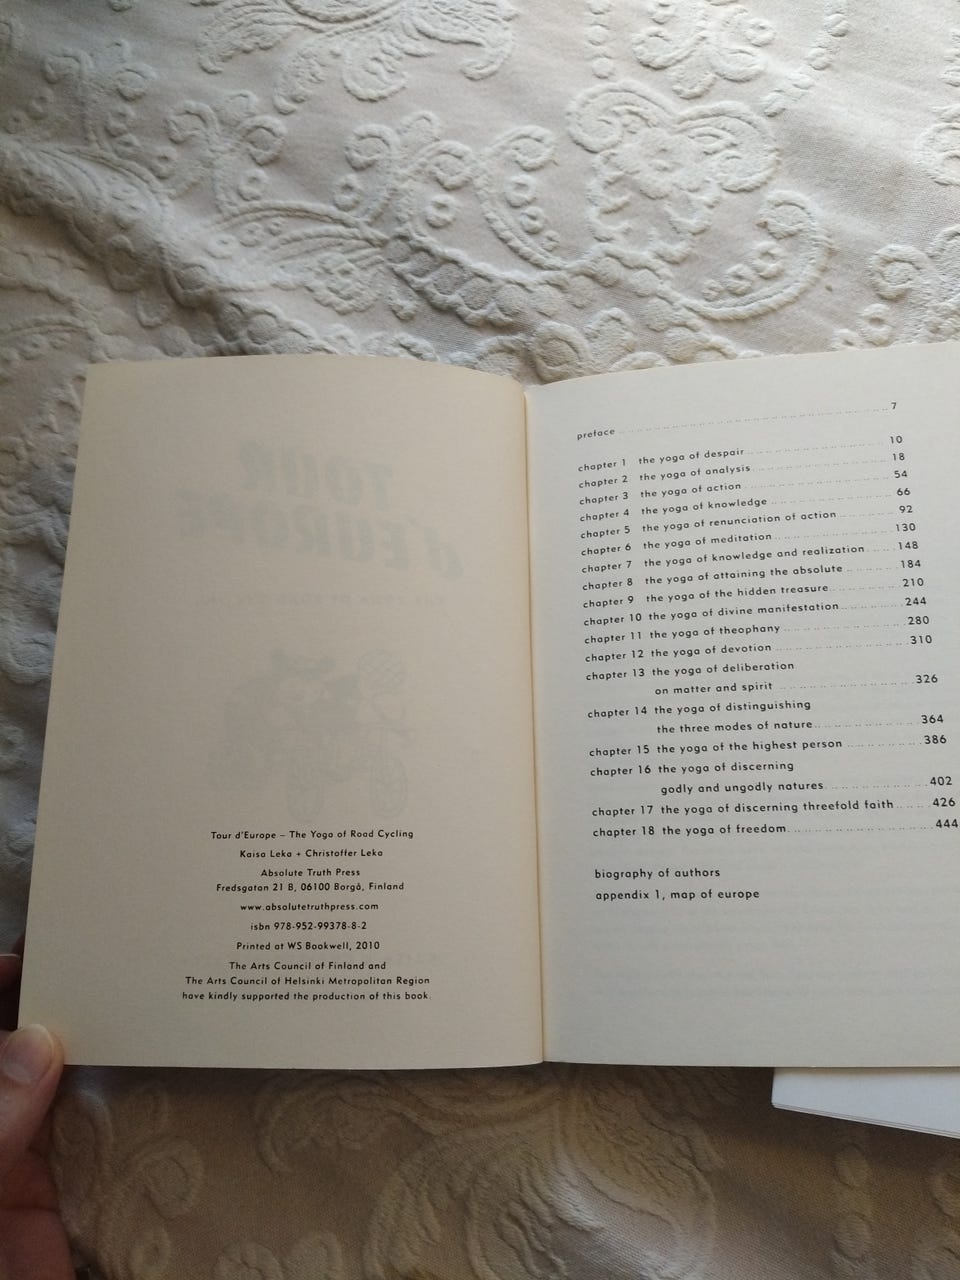 Tour d'Europe – The Yoga of Road Cycling
Kaisa Leka + Christoffer Leka
Absolute Truth Press
Fredsgatan 21 B, 06100 Borgå, Finland
www.absolutetruthpress.com
isbn 978-952-99378-8-2
Printed at WS Bookwell, 2010
The Arts Council of Finland and
The Arts Council of Helsinki Metropolitan Region
have kindly supported the production of this book.
preface 7
chapter 1 the yoga of despair 10
chapter 2 the yoga of analysis 18
chapter 3 the yoga of action 54
chapter 4 the yoga of knowledge 66
chapter 5 the yoga of renunciation of action 92
chapter 6 the yoga of meditation 130
chapter 7 the yoga of knowledge and realization 148
chapter 8 the yoga of attaining the absolute 184
chapter 9 the yoga of the hidden treasure 210
chapter 10 the yoga of divine manifestation 244
chapter 11 the yoga of theophany 280
chapter 12 the yoga of devotion 310
chapter 13 the yoga of deliberation
on matter and spirit 326
chapter 14 the yoga of distinguishing
the three modes of nature 364
chapter 15 the yoga of the highest person 386
chapter 16 the yoga of discerning
godly and ungodly natures 402
chapter 17 the yoga of discerning threefold faith 426
chapter 18 the yoga of freedom 444
biography of authors
appendix 1, map of europe